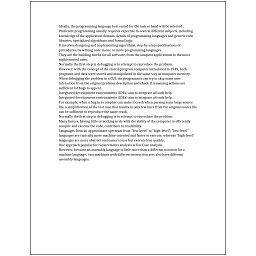 Ideally, the programming language best suited for the task at hand will be selected.
Proficient programming usually requires expertise in several different subjects, including
knowledge of the application domain, details of programming languages and generic code
libraries, specialized algorithms, and formal logic.
It involves designing and implementing algorithms, step-by-step specifications of
procedures, by writing code in one or more programming languages.
They are the building blocks for all software, from the simplest applications to the most
sophisticated ones.
Normally the first step in debugging is to attempt to reproduce the problem.
However, with the concept of the stored-program computer introduced in 1949, both
programs and data were stored and manipulated in the same way in computer memory.
When debugging the problem in a GUI, the programmer can try to skip some user
interaction from the original problem description and check if remaining actions are
sufficient for bugs to appear.
Integrated development environments (IDEs) aim to integrate all such help.
Integrated development environments (IDEs) aim to integrate all such help.
For example, when a bug in a compiler can make it crash when parsing some large source
file, a simplification of the test case that results in only few lines from the original source file
can be sufficient to reproduce the same crash.
Normally the first step in debugging is to attempt to reproduce the problem.
Many factors, having little or nothing to do with the ability of the computer to efficiently
compile and execute the code, contribute to readability.
Languages form an approximate spectrum from "low-level" to "high-level"; "low-level"
languages are typically more machine-oriented and faster to execute, whereas "high-level"
languages are more abstract and easier to use but execute less quickly.
One approach popular for requirements analysis is Use Case analysis.
However, because an assembly language is little more than a different notation for a
machine language, two machines with different instruction sets also have different
assembly languages.